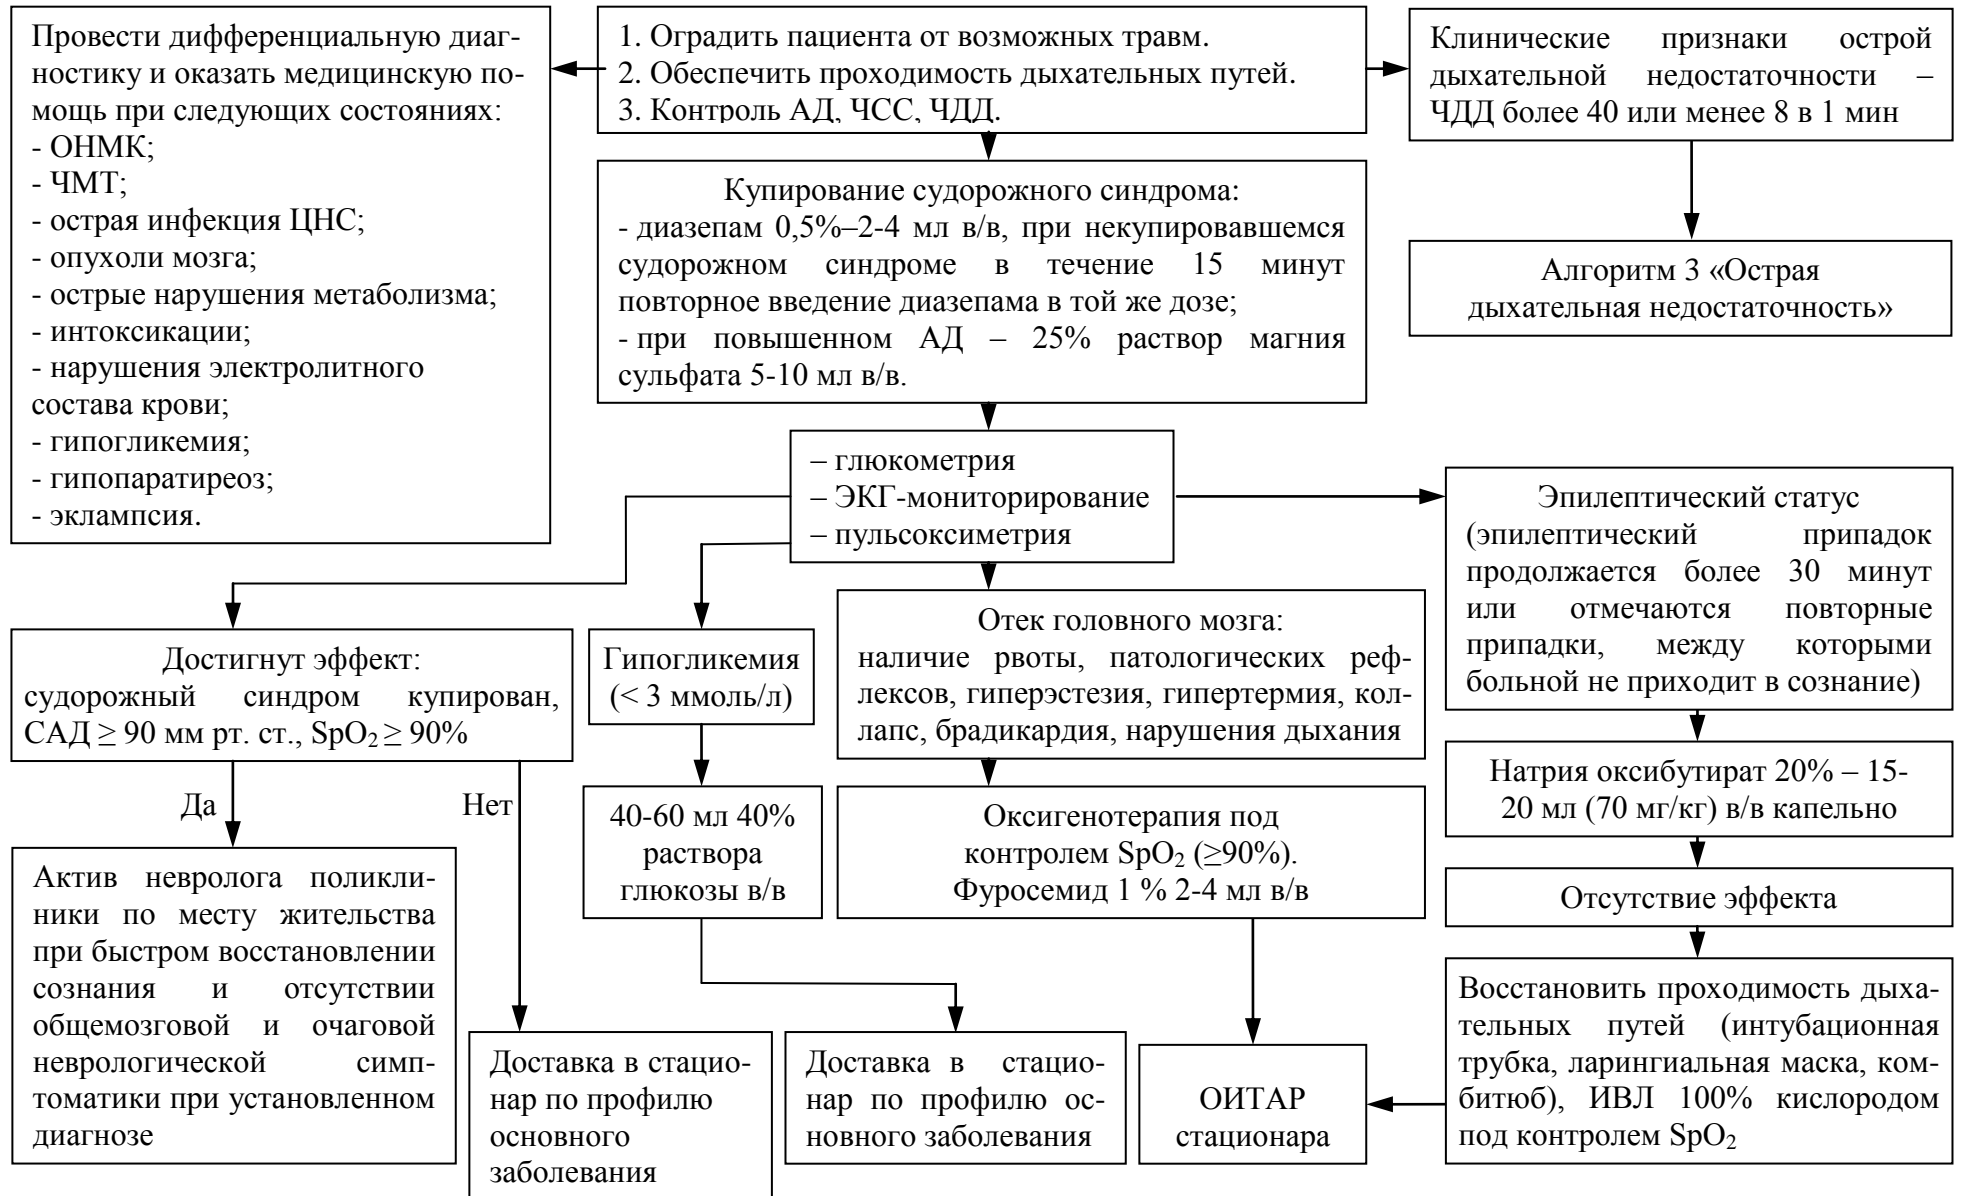 Провести дифференциальную диаг-
ностику и оказать медицинскую по-
мощь при следующих состояниях:
- ОНМК;
- ЧМТ;
- острая инфекция ЦНС;
- опухоли мозга;
- острые нарушения метаболизма;
- интоксикации;
- нарушения электролитного
состава крови;
- гипогликемия;
- гипопаратиреоз;
- эклампсия.
1. Оградить пациента от возможных травм.
2. Обеспечить проходимость дыхательных путей.
3. Контроль АД, ЧСС, ЧДД.
Клинические признаки острой
дыхательной недостаточности –
ЧДД более 40 или менее 8 в 1 мин
Купирование судорожного синдрома:
- диазепам 0,5%–2-4 мл в/в, при некупировавшемся
судорожном синдроме в течение 15 минут
повторное введение диазепама в той же дозе;
- при повышенном АД – 25% раствор магния
сульфата 5-10 мл в/в.
Алгоритм 3 «Острая
дыхательная недостаточность»
– глюкометрия
– ЭКГ-мониторирование
– пульсоксиметрия
Эпилептический статус
(эпилептический припадок
продолжается более 30 минут
или отмечаются повторные
припадки, между которыми
больной не приходит в сознание)
Достигнут эффект:
судорожный синдром купирован,
САД ≥ 90 мм рт. ст., SpO₂ ≥ 90%
Гипогликемия
(< 3 ммоль/л)
Отек головного мозга:
наличие рвоты, патологических реф-
лексов, гиперэстезия, гипертермия, кол-
лапс, брадикардия, нарушения дыхания
Натрия оксибутират 20% – 15-
20 мл (70 мг/кг) в/в капельно
Да
Нет
40-60 мл 40%
раствора
глюкозы в/в
Оксигенотерапия под
контролем SpO₂ (≥90%).
Фуросемид 1 % 2-4 мл в/в
Отсутствие эффекта
Актив невролога поликли-
ники по месту жительства
при быстром восстановлении
сознания и отсутствии
общемозговой и очаговой
неврологической симп-
томатики при установленном
диагнозе
Доставка в стацио-
нар по профилю
основного
заболевания
Доставка в стацио-
нар по профилю ос-
новного заболевания
ОИТАР
стационара
Восстановить проходимость дыха-
тельных путей (интубационная
трубка, ларингиальная маска, ком-
битюб), ИВЛ 100% кислородом
под контролем SpO₂